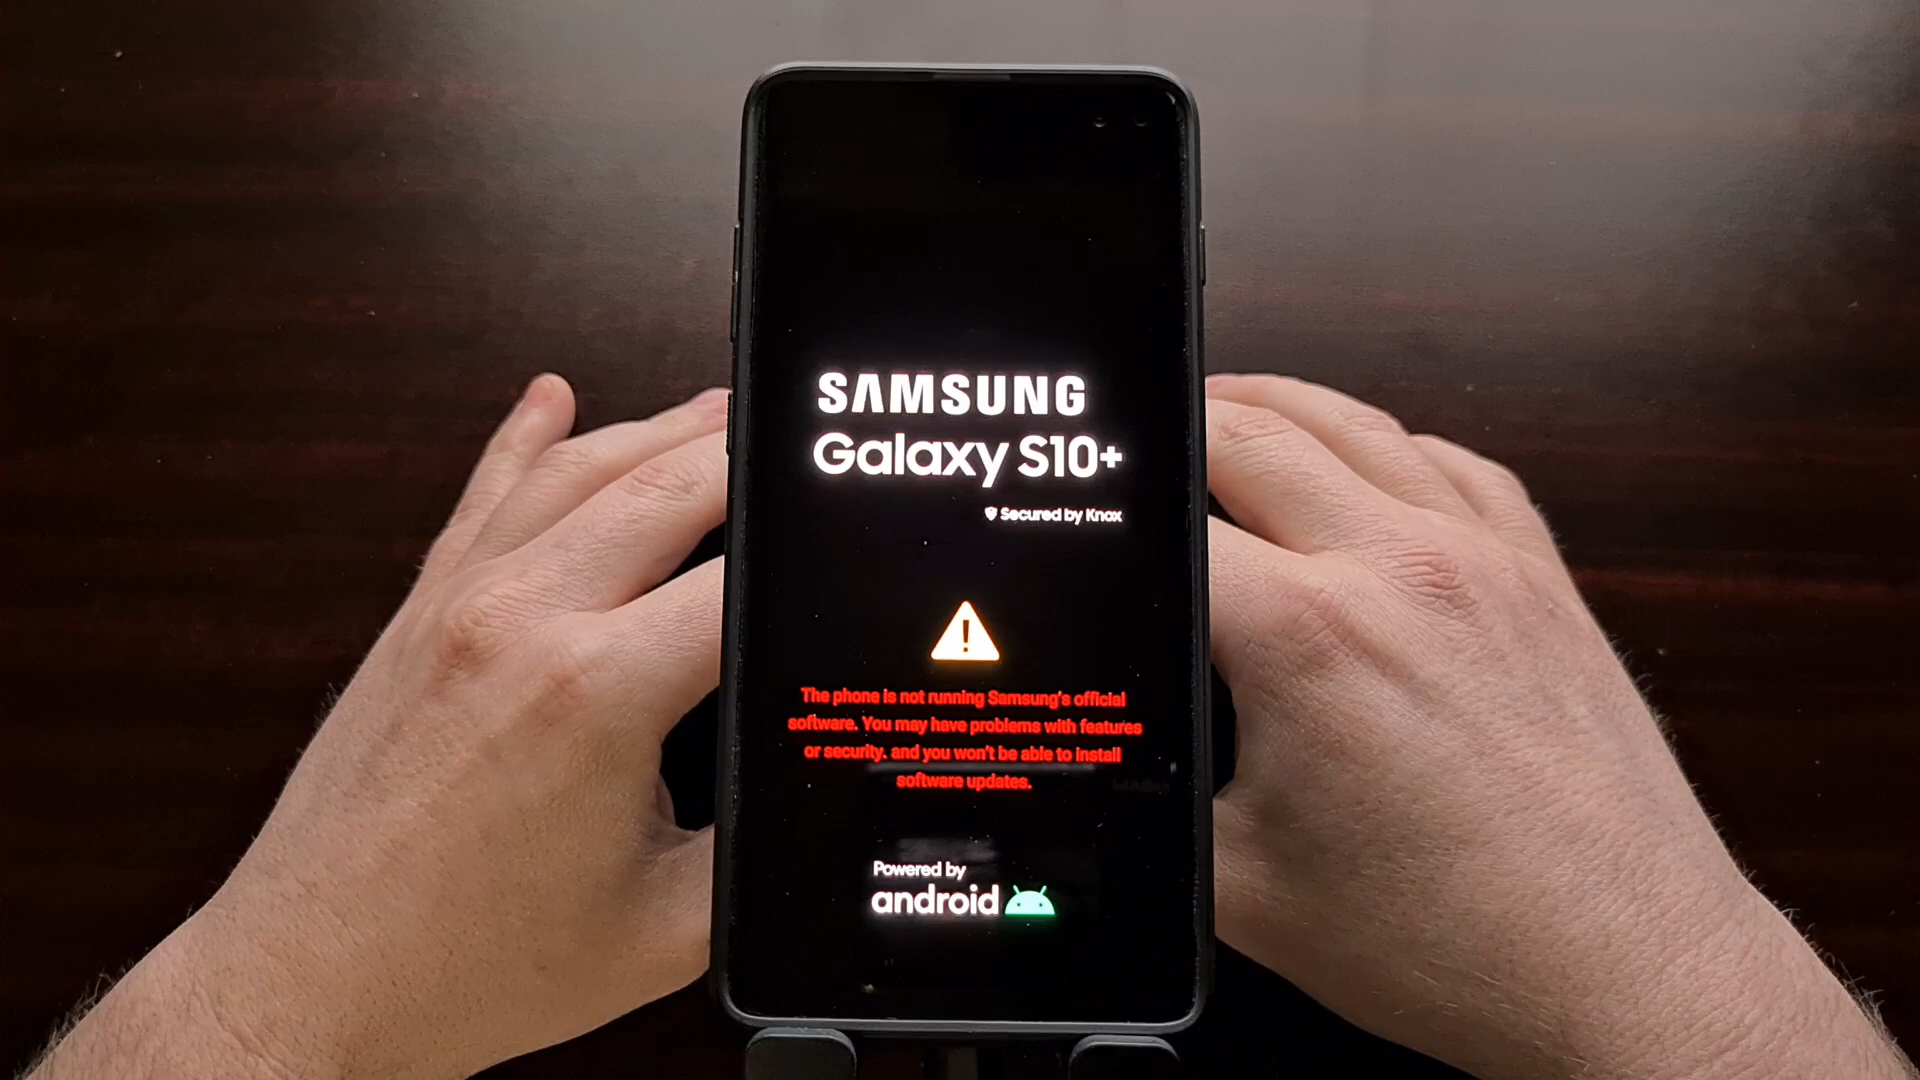 SAMSUNG
Galaxy S10+
Secured by Knox
The phone is not running Samsung's official
software. You may have problems with features
or security, and you won't be able to install
software updates.
Powered by
android